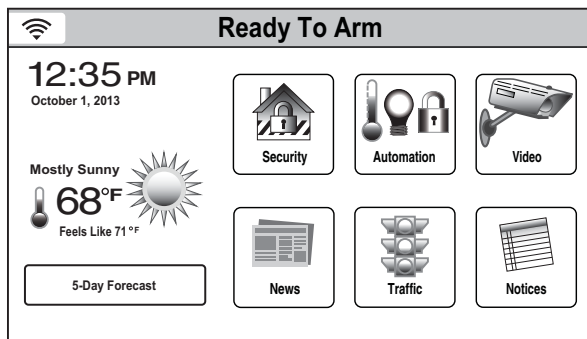 Ready To Arm
12:35 PM
October 1, 2013
Mostly Sunny
68°F
Feels Like 71 °F
5-Day Forecast
Security
Automation
Video
News
Traffic
Notices